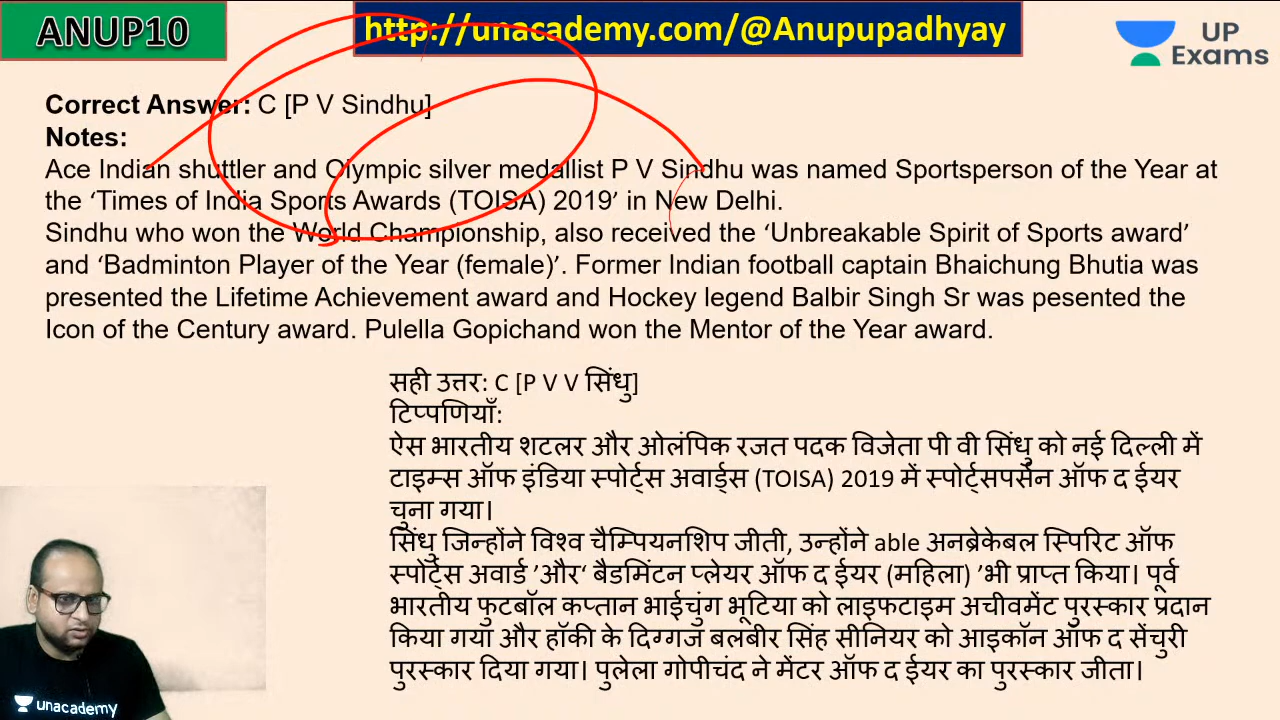 ANUP10
http://unacademy.com/@Anupupadhyay
UP
Exams
Correct Answer: C [P V Sindhu]
Notes:
Ace Indian shuttler and Olympic silver medallist P V Sindhu was named Sportsperson of the Year at
the ‘Times of India Sports Awards (TOISA) 2019’ in New Delhi.
Sindhu who won the World Championship, also received the ‘Unbreakable Spirit of Sports award’
and ‘Badminton Player of the Year (female)’. Former Indian football captain Bhaichung Bhutia was
presented the Lifetime Achievement award and Hockey legend Balbir Singh Sr was pesented the
Icon of the Century award. Pulella Gopichand won the Mentor of the Year award.
सही उत्तर: C [P V V सिंधु]
टिप्पणियाँ:
ऐस भारतीय शटलर और ओलंपिक रजत पदक विजेता पी वी सिंधु को नई दिल्ली में
टाइम्स ऑफ इंडिया स्पोर्ट्स अवार्ड्स (TOISA) 2019 में स्पोर्ट्सपर्सन ऑफ द ईयर
चुना गया।
सिंधु जिन्होंने विश्व चैम्पियनशिप जीती, उन्होंने able अनब्रेकेबल स्पिरिट ऑफ
स्पोर्ट्स अवार्ड ’और‘ बैडमिंटन प्लेयर ऑफ द ईयर (महिला) ’भी प्राप्त किया। पूर्व
भारतीय फुटबॉल कप्तान भाईचुंग भूटिया को लाइफटाइम अचीवमेंट पुरस्कार प्रदान
किया गया और हॉकी के दिग्गज बलबीर सिंह सीनियर को आइकॉन ऑफ द सेंचुरी
पुरस्कार दिया गया। पुलेला गोपीचंद ने मेंटर ऑफ द ईयर का पुरस्कार जीता।
unacademy